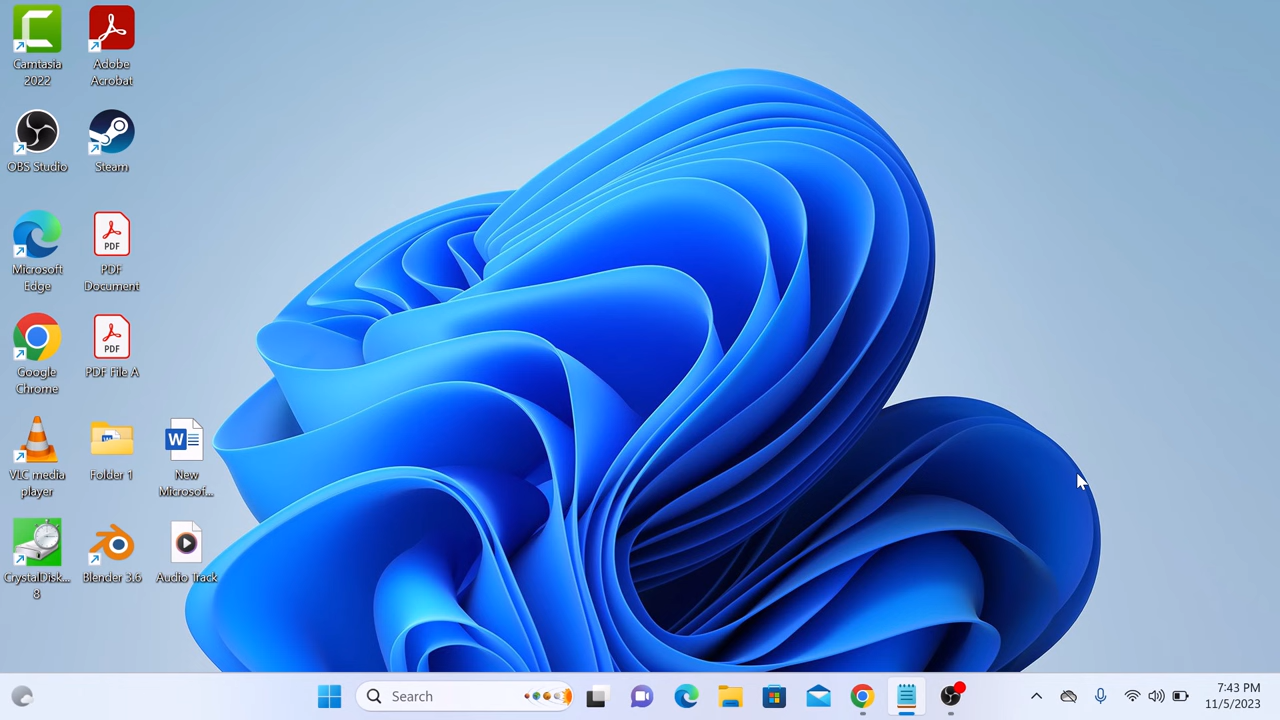 Camtasia
2022
Adobe
Acrobat
OBS Studio
Steam
Microsoft
Edge
PDF
PDF
Document
Google
Chrome
PDF
PDF File A
VLC media
player
Folder 1
W
New
Microsof...
CrystalDisk...
8
Blender 3.6
Audio Track
Search
7:43 PM
11/5/2023